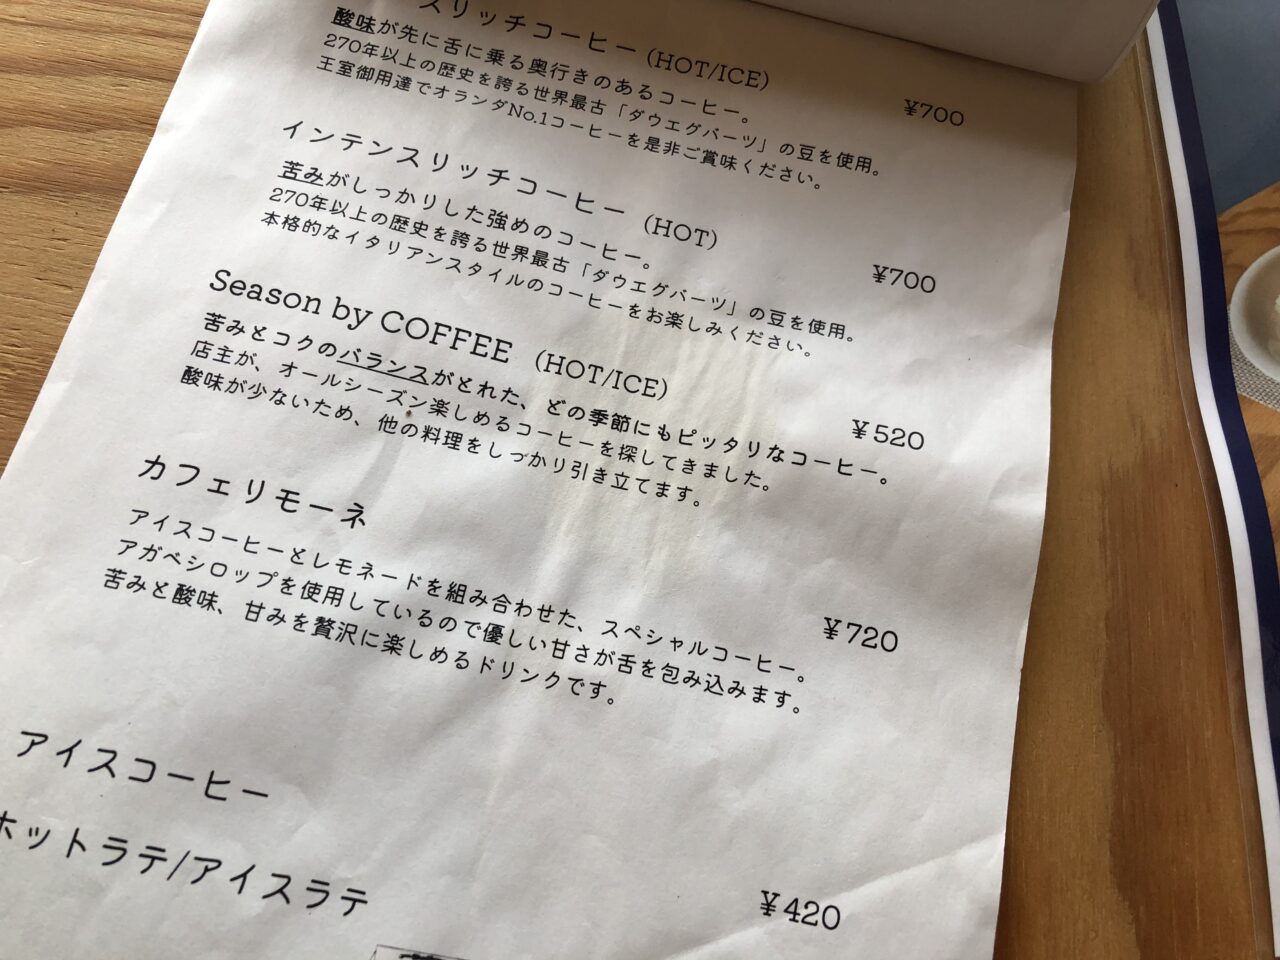 スリッチコーヒー (HOT/ICE) ¥700
酸味が先に舌に乗る奥行きのあるコーヒー。
270年以上の歴史を誇る世界最古「ダウエグバーツ」の豆を使用。
王室御用達でオランダNo.1コーヒーを是非ご賞味ください。
インテンスリッチコーヒー (HOT) ¥700
苦みがしっかりした強めのコーヒー。
270年以上の歴史を誇る世界最古「ダウエグバーツ」の豆を使用。
本格的なイタリアンスタイルのコーヒーをお楽しみください。
Season by COFFEE (HOT/ICE) ¥520
苦みとコクのバランスがとれた、どの季節にもピッタリなコーヒー。
店主が、オールシーズン楽しめるコーヒーを探してきました。
酸味が少ないため、他の料理をしっかり引き立てます。
カフェリモーネ ¥720
アイスコーヒーとレモネードを組み合わせた、スペシャルコーヒー。
アガベシロップを使用しているので優しい甘さが舌を包み込みます。
苦みと酸味、甘みを贅沢に楽しめるドリンクです。
アイスコーヒー ¥420
ホットラテ/アイスラテ